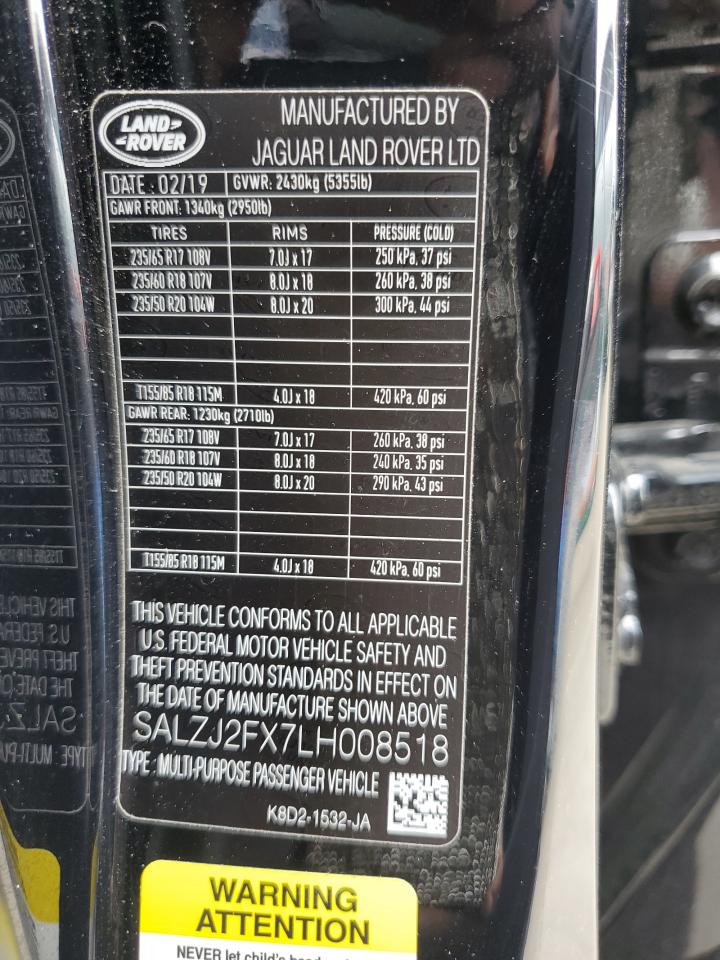 LAND-
-ROVER
MANUFACTURED BY
JAGUAR LAND ROVER LTD
DATE : 02/19 GVWR: 2430kg (5355lb)
GAWR FRONT: 1340kg (2950lb)
TIRES RIMS PRESSURE (COLD)
235/65 R17 108V 7.0J x 17 250 kPa, 37 psi
235/60 R18 107V 8.0J x 18 260 kPa, 38 psi
235/50 R20 104W 8.0J x 20 300 kPa, 44 psi
T155/85 R18 115M 4.0J x 18 420 kPa, 60 psi
GAWR REAR: 1230kg (2710lb)
235/65 R17 108V 7.0J x 17 260 kPa, 38 psi
235/60 R18 107V 8.0J x 18 240 kPa, 35 psi
235/50 R20 104W 8.0J x 20 290 kPa, 43 psi
T155/85 R18 115M 4.0J x 18 420 kPa, 60 psi
THIS VEHICLE CONFORMS TO ALL APPLICABLE
U.S. FEDERAL MOTOR VEHICLE SAFETY AND
THEFT PREVENTION STANDARDS IN EFFECT ON
THE DATE OF MANUFACTURE SHOWN ABOVE
SALZJ2FX7LH008518
TYPE : MULTI-PURPOSE PASSENGER VEHICLE
K8D2-1532-JA
WARNING
ATTENTION
NEVER let child's